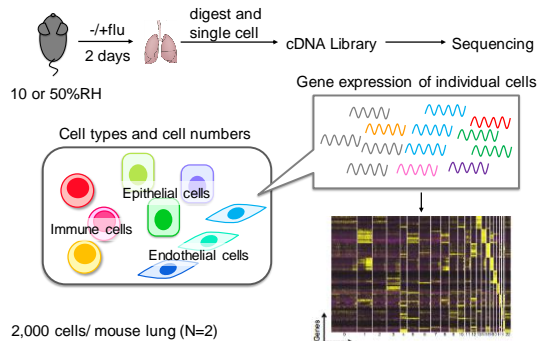 -/+flu
2 days
digest and
single cell
cDNA Library
Sequencing
10 or 50%RH
Gene expression of individual cells
Cell types and cell numbers
Epithelial cells
Immune cells
Endothelial cells
2,000 cells/ mouse lung (N=2)
Genes